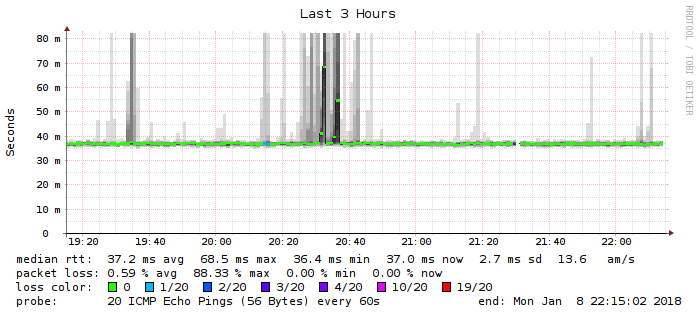 Last 3 Hours
RRDTOOL / TOBI OETIKER
Seconds
80 m
70 m
60 m
50 m
40 m
30 m
20 m
10 m
0
19:20 19:40 20:00 20:20 20:40 21:00 21:20 21:40 22:00
median rtt: 37.2 ms avg 68.5 ms max 36.4 ms min 37.0 ms now 2.7 ms sd 13.6 am/s
packet loss: 0.59 % avg 88.33 % max 0.00 % min 0.00 % now
loss color: 0 1/20 2/20 3/20 4/20 10/20 19/20
probe: 20 ICMP Echo Pings (56 Bytes) every 60s end: Mon Jan 8 22:15:02 2018